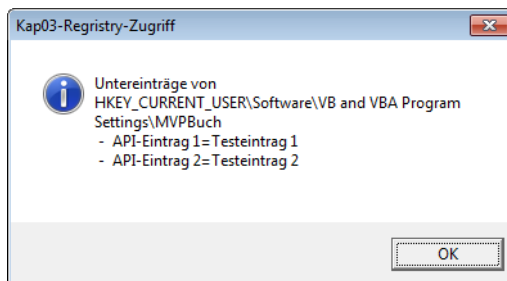 Kap03-Regristry-Zugriff
Untereinträge von
HKEY_CURRENT_USER\Software\VB and VBA Program
Settings\MVPBuch
- API-Eintrag 1=Testeintrag 1
- API-Eintrag 2=Testeintrag 2
OK